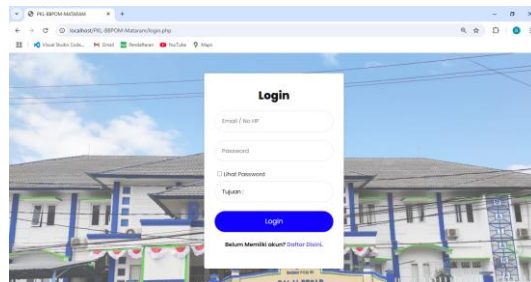 PKL-BBPOM-MATARAM
localhost/PKL-BBPOM-Mataram/login.php
Visual Studio Code...
Gmail
Pendaftaran
YouTube
Maps
Login
Email / No HP
Password
Lihat Password
Tujuan :
Login
Belum Memiliki akun? Daftar Disini.